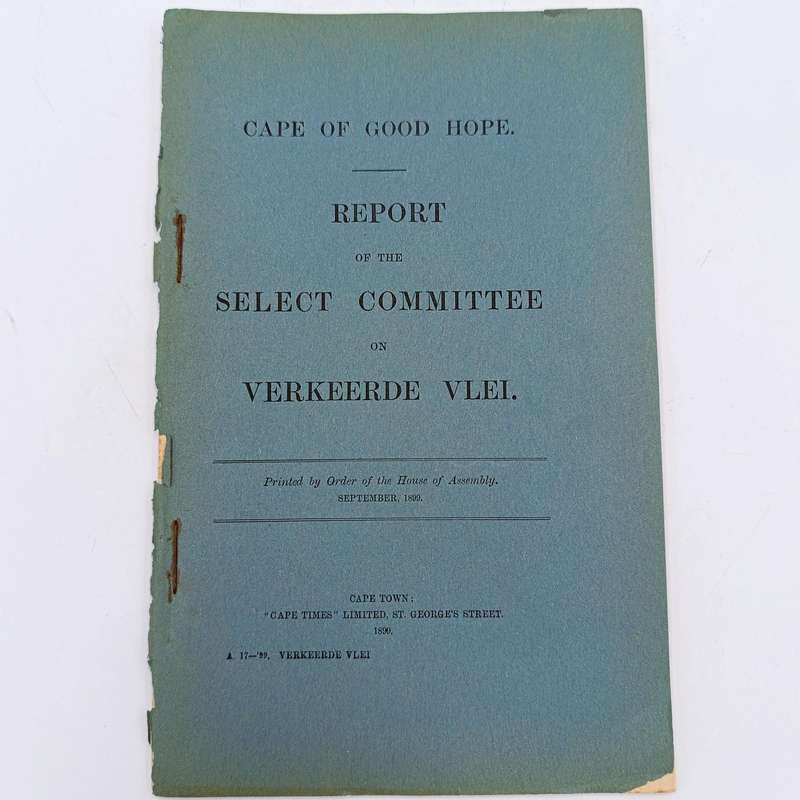 CAPE OF GOOD HOPE.
REPORT
OF THE
SELECT COMMITTEE
ON
VERKEERDE VLEI.
Printed by Order of the House of Assembly.
SEPTEMBER, 1899.
CAPE TOWN:
"CAPE TIMES" LIMITED, ST. GEORGE'S STREET.
1899.
A. 17—'99. VERKEERDE VLEI